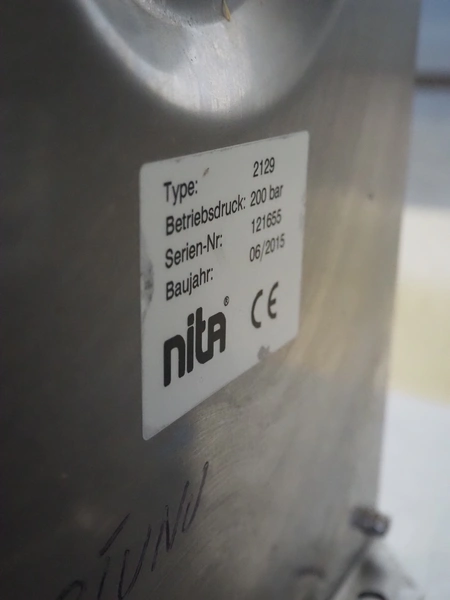 Type: 2129
Betriebsdruck: 200 bar
Serien-Nr: 121655
Baujahr: 06/2015
nita® CE